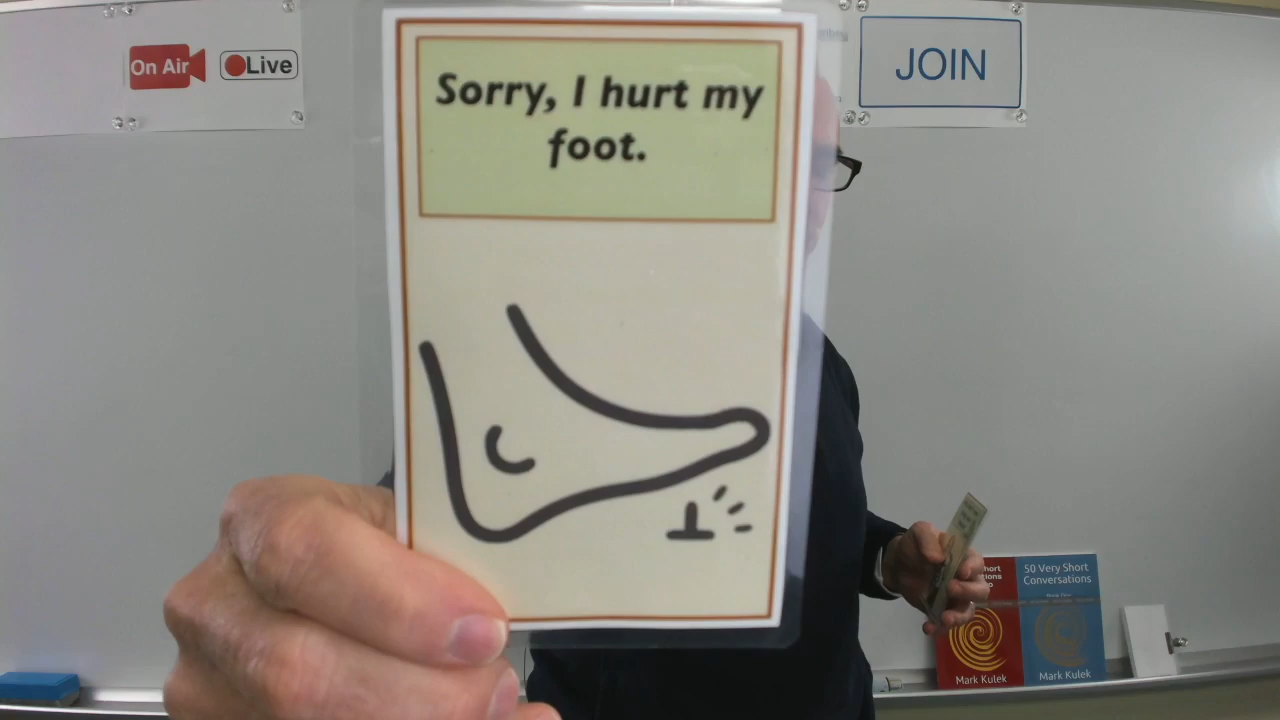 On Air
Live
JOIN
Sorry, I hurt my
foot.
50 Very Short
Conversations
Mark Kulek
Mark Kulek